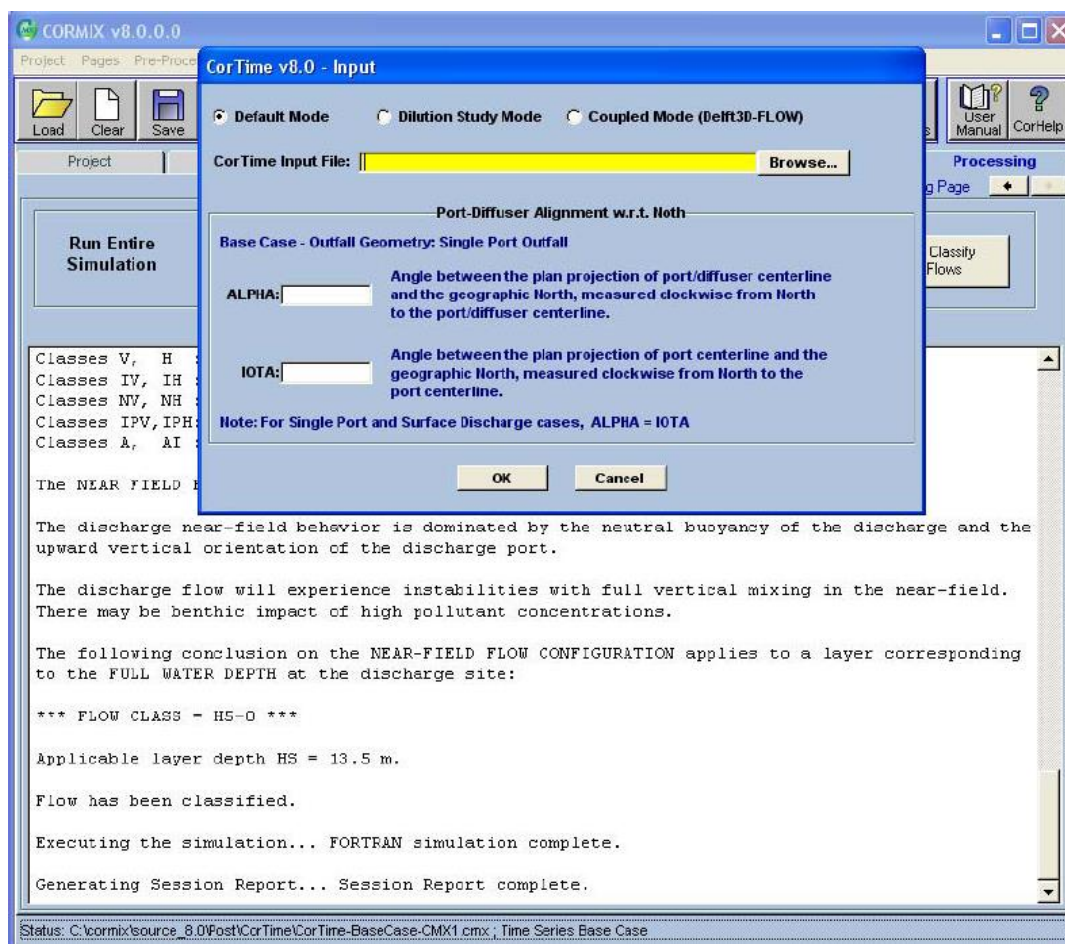 CORMIX v8.0.0.0
Project Pages Pre-Proce
CorTime v8.0 - Input
Load Clear Save
User Manual CorHelp
Default Mode Dilution Study Mode Coupled Mode (Delft3D-FLOW)
Project
CorTime Input File: Browse...
Processing
g Page
Port-Diffuser Alignment w.r.t. Noth
Run Entire
Simulation
Base Case - Outfall Geometry: Single Port Outfall
Classify
Flows
ALPHA:
Angle between the plan projection of port/diffuser centerline
and the geographic North, measured clockwise from North
to the port/diffuser centerline.
IOTA:
Angle between the plan projection of port centerline and the
geographic North, measured clockwise from North to the
port centerline.
Note: For Single Port and Surface Discharge cases, ALPHA = IOTA
OK Cancel
Classes V, H :
Classes IV, IH :
Classes NV, NH :
Classes IPV,IPH:
Classes A, AI :
The NEAR FIELD
The discharge near-field behavior is dominated by the neutral buoyancy of the discharge and the
upward vertical orientation of the discharge port.
The discharge flow will experience instabilities with full vertical mixing in the near-field.
There may be benthic impact of high pollutant concentrations.
The following conclusion on the NEAR-FIELD FLOW CONFIGURATION applies to a layer corresponding
to the FULL WATER DEPTH at the discharge site:
*** FLOW CLASS = H5-0 ***
Applicable layer depth HS = 13.5 m.
Flow has been classified.
Executing the simulation... FORTRAN simulation complete.
Generating Session Report... Session Report complete.
Status: C:\cormix\source_8.0\Post\CorTime\CorTime-BaseCase-CMX1.cmx ; Time Series Base Case